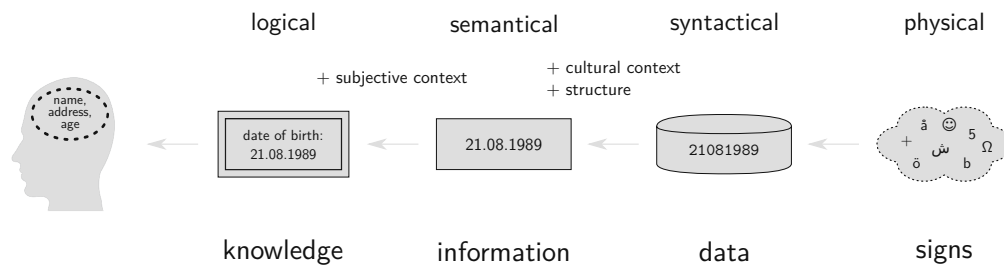 logical
semantical
syntactical
physical
+ subjective context
+ cultural context
+ structure
name,
address,
age
date of birth:
21.08.1989
21.08.1989
21081989
+ å ☺ 5 Ω
ö ش b
knowledge
information
data
signs